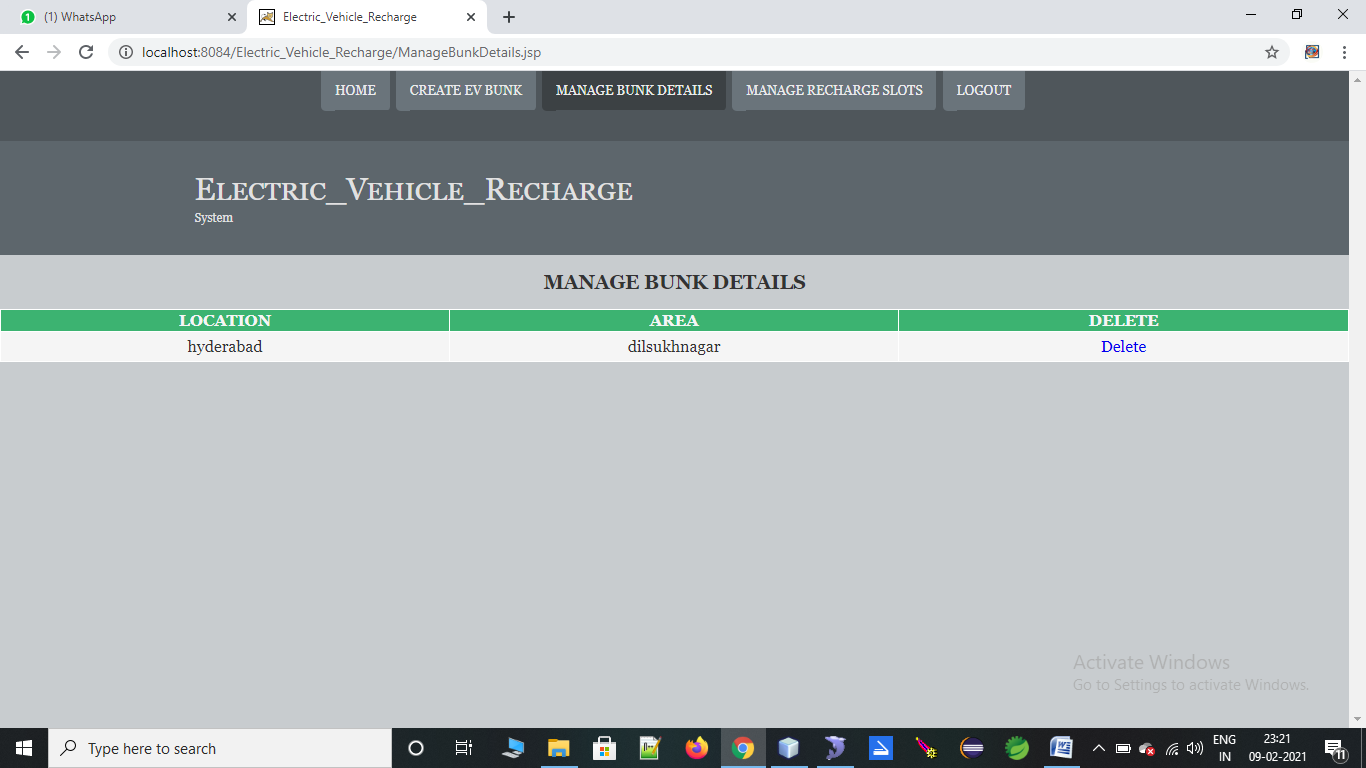 (1) WhatsApp
Electric_Vehicle_Recharge
localhost:8084/Electric_Vehicle_Recharge/ManageBunkDetails.jsp
HOME CREATE EV BUNK MANAGE BUNK DETAILS MANAGE RECHARGE SLOTS LOGOUT
Electric_Vehicle_Recharge
System
MANAGE BUNK DETAILS
LOCATION AREA DELETE
hyderabad dilsukhnagar Delete
Activate Windows
Go to Settings to activate Windows.
Type here to search
ENG
IN
23:21
09-02-2021
11